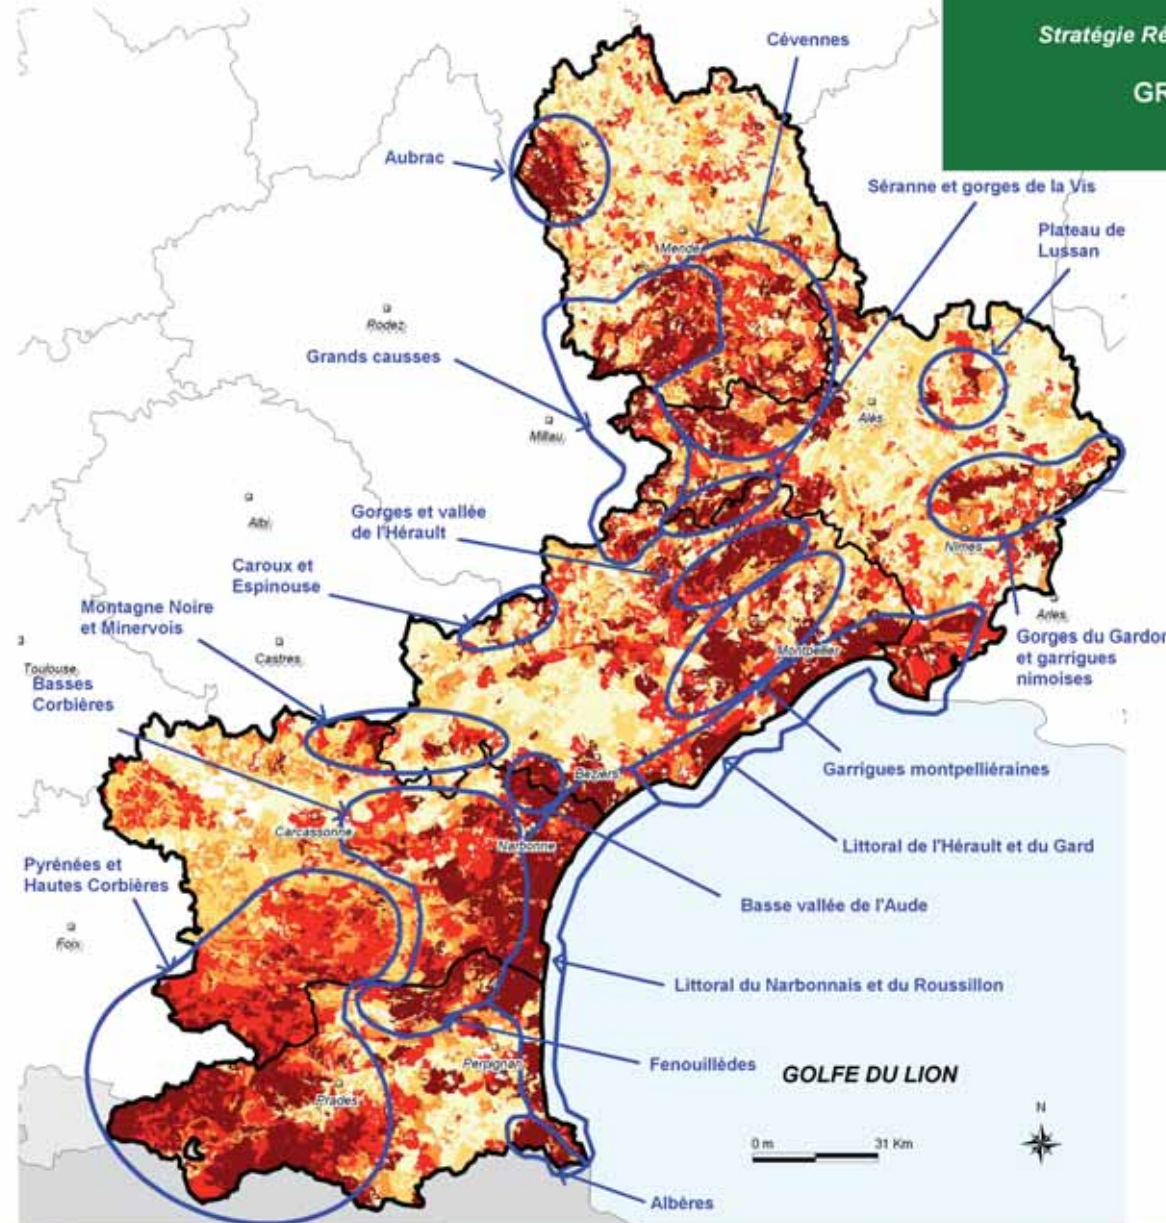 Stratégie Ré
GR
Cévennes
Aubrac
Séranne et gorges de la Vis
Plateau de
Lussan
Mende
Rodez
Grands causses
Alès
Millau
Albi
Gorges et vallée
de l'Hérault
Nîmes
Caroux et
Espinouse
Montagne Noire
et Minervois
Arles
Castres
Montpellier
Gorges du Gardon
et garrigues
nimoises
Toulouse
Basses
Corbières
Garrigues montpelliéraines
Béziers
Carcassonne
Narbonne
Littoral de l'Hérault et du Gard
Pyrénées et
Hautes Corbières
Basse vallée de l'Aude
Foix
Littoral du Narbonnais et du Roussillon
Perpignan
Fenouillèdes
GOLFE DU LION
Prades
N
0 m 31 Km
Albères